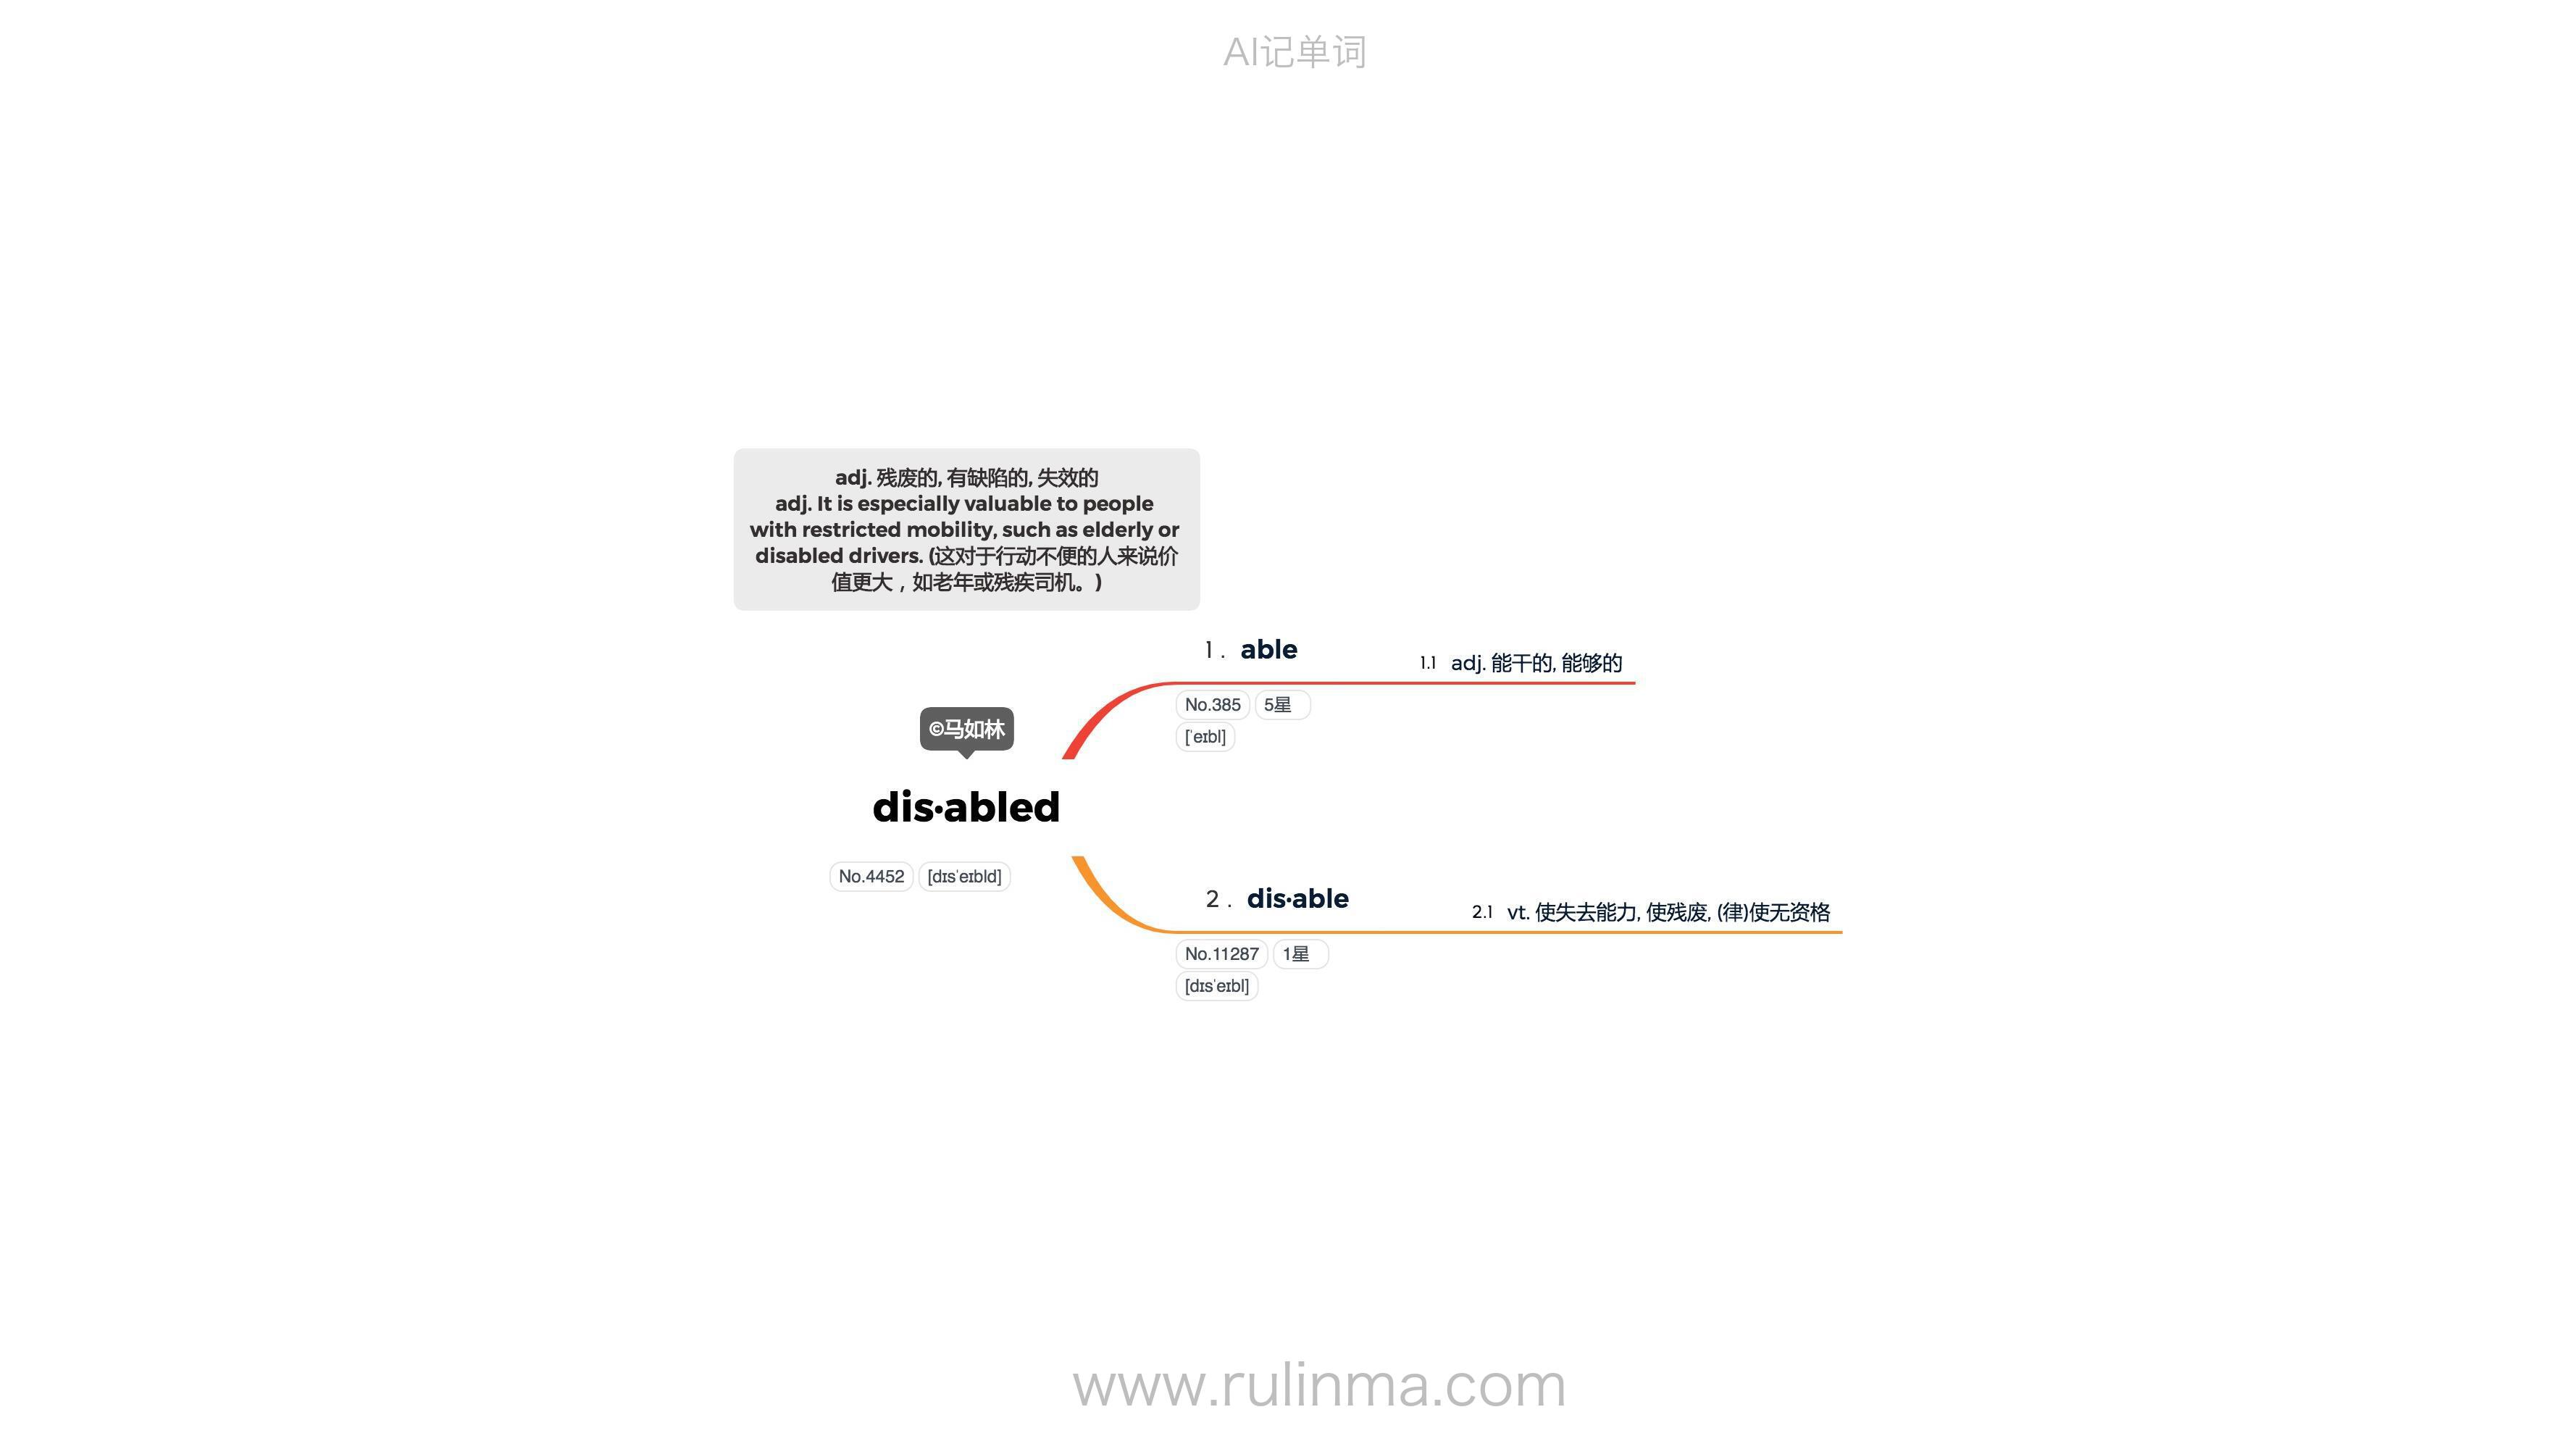 AI记单词
adj. 残废的, 有缺陷的, 失效的
adj. It is especially valuable to people
with restricted mobility, such as elderly or
disabled drivers. (这对于行动不便的人来说价
值更大，如老年或残疾司机。)
©马如林
dis·abled
No.4452 [dɪsˈeɪbld]
1 . able
1.1 adj. 能干的, 能够的
No.385 5星
[ˈeɪbl]
2 . dis·able
2.1 vt. 使失去能力, 使残废, (律)使无资格
No.11287 1星
[dɪsˈeɪbl]
www.rulinma.com